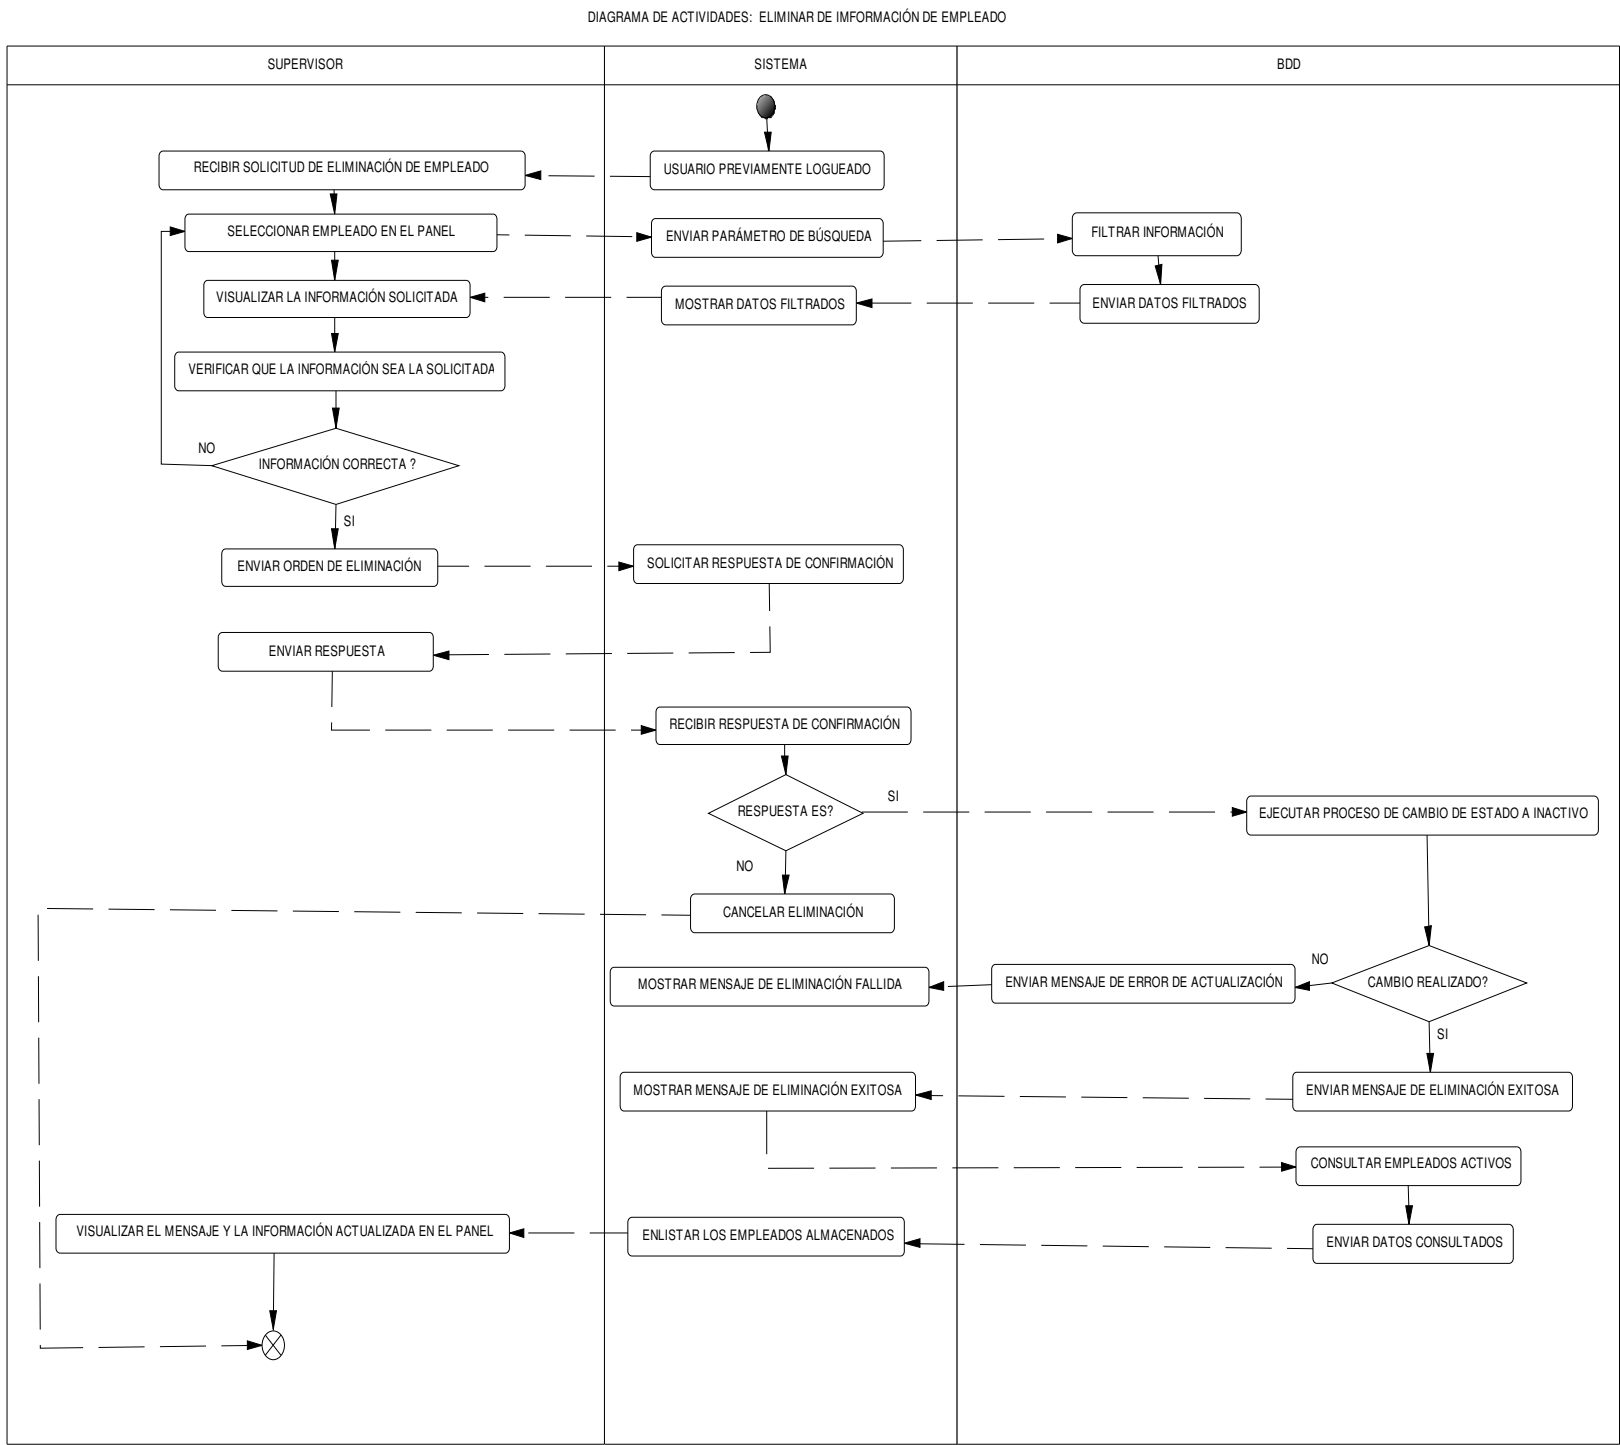 DIAGRAMA DE ACTIVIDADES: ELIMINAR DE IMFORMACIÓN DE EMPLEADO
SUPERVISOR
SISTEMA
BDD
RECIBIR SOLICITUD DE ELIMINACIÓN DE EMPLEADO
USUARIO PREVIAMENTE LOGUEADO
SELECCIONAR EMPLEADO EN EL PANEL
ENVIAR PARÁMETRO DE BÚSQUEDA
FILTRAR INFORMACIÓN
VISUALIZAR LA INFORMACIÓN SOLICITADA
MOSTRAR DATOS FILTRADOS
ENVIAR DATOS FILTRADOS
VERIFICAR QUE LA INFORMACIÓN SEA LA SOLICITADA
NO
INFORMACIÓN CORRECTA ?
SI
ENVIAR ORDEN DE ELIMINACIÓN
SOLICITAR RESPUESTA DE CONFIRMACIÓN
ENVIAR RESPUESTA
RECIBIR RESPUESTA DE CONFIRMACIÓN
RESPUESTA ES?
SI
EJECUTAR PROCESO DE CAMBIO DE ESTADO A INACTIVO
NO
CANCELAR ELIMINACIÓN
MOSTRAR MENSAJE DE ELIMINACIÓN FALLIDA
ENVIAR MENSAJE DE ERROR DE ACTUALIZACIÓN
NO
CAMBIO REALIZADO?
SI
MOSTRAR MENSAJE DE ELIMINACIÓN EXITOSA
ENVIAR MENSAJE DE ELIMINACIÓN EXITOSA
CONSULTAR EMPLEADOS ACTIVOS
VISUALIZAR EL MENSAJE Y LA INFORMACIÓN ACTUALIZADA EN EL PANEL
ENLISTAR LOS EMPLEADOS ALMACENADOS
ENVIAR DATOS CONSULTADOS